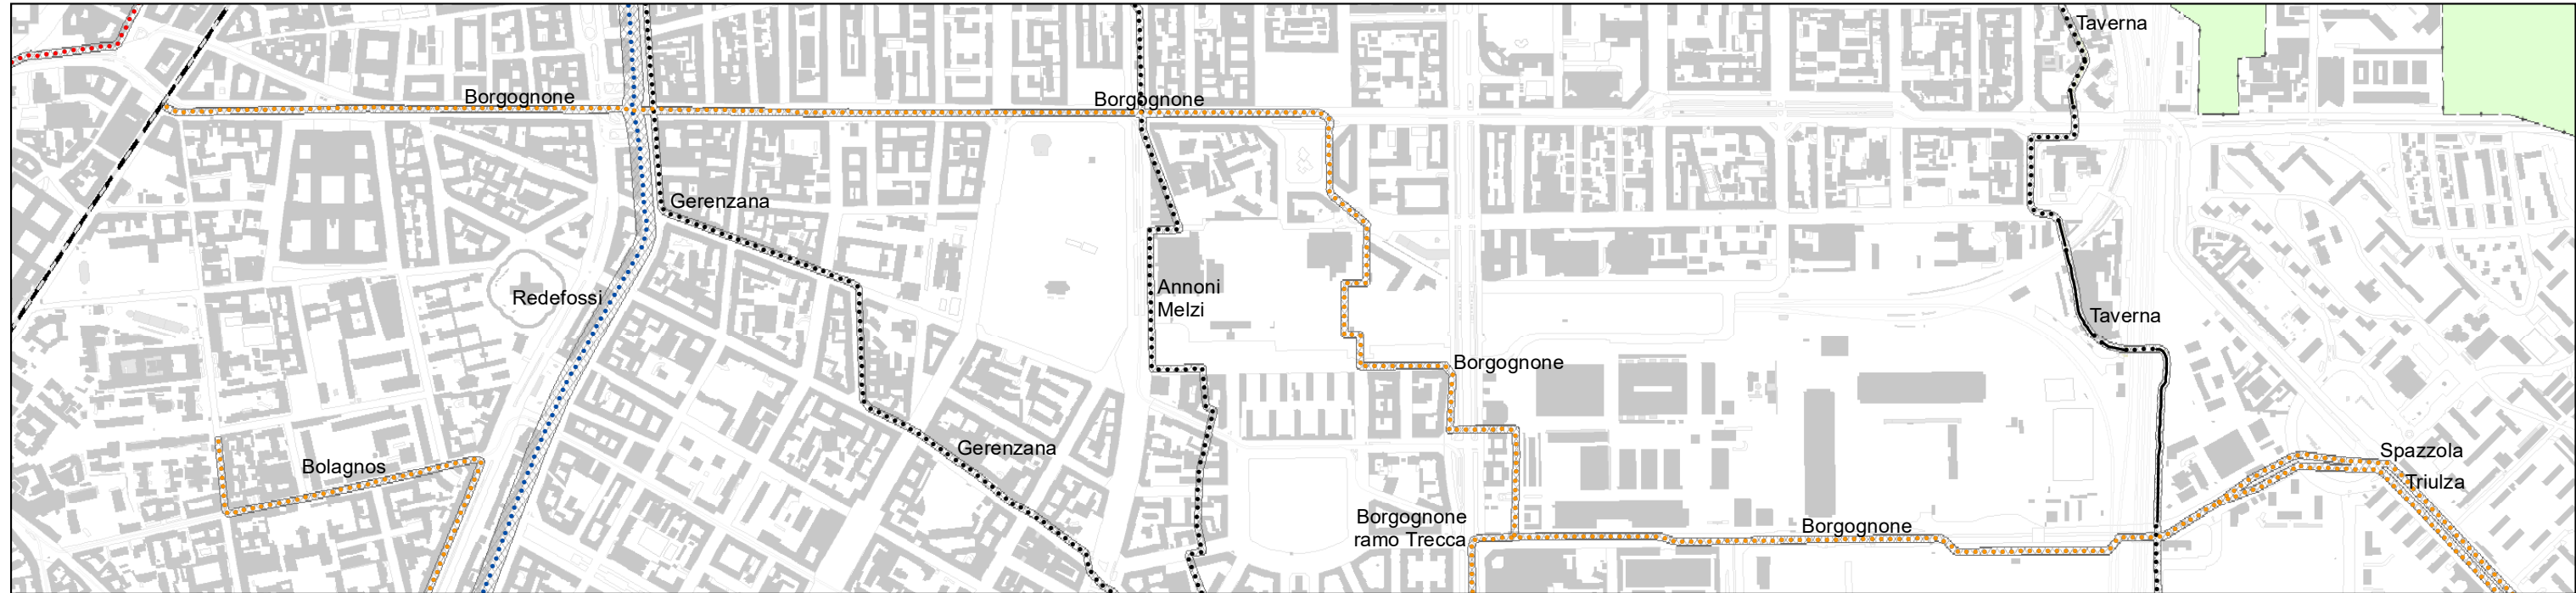 Taverna
Borgognone
Borgognone
Gerenzana
Annoni
Melzi
Redefossi
Taverna
Borgognone
Gerenzana
Spazzola
Bolagnos
Triulza
Borgognone
ramo Trecca
Borgognone